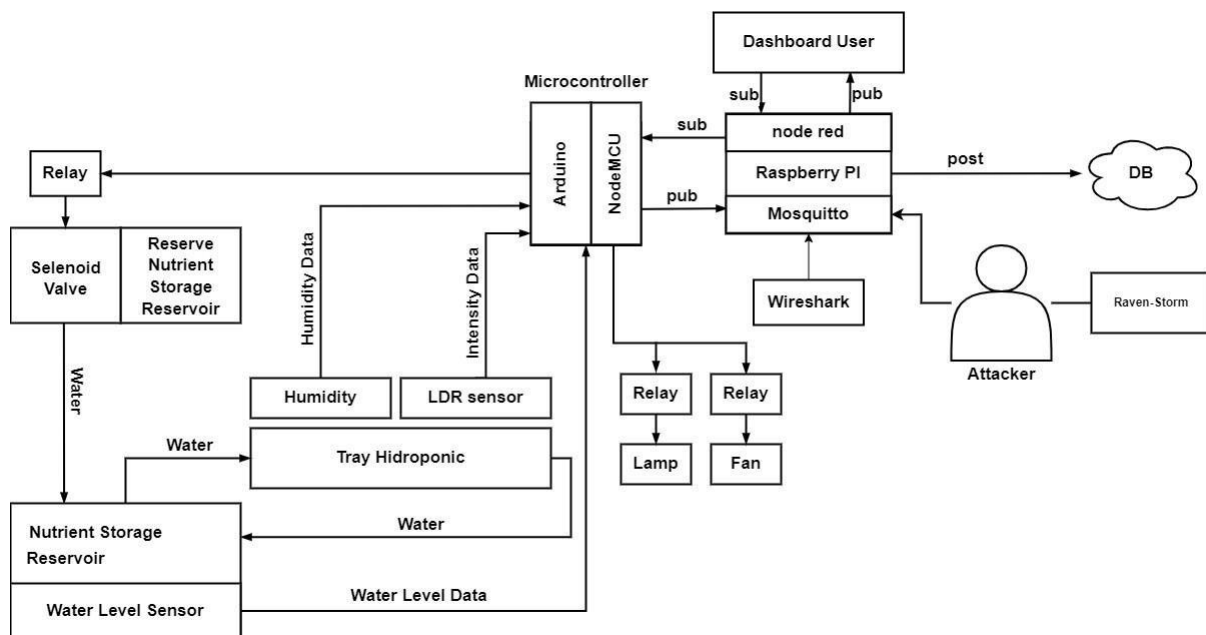 Dashboard User
Microcontroller
sub
pub
Arduino
NodeMCU
sub
node red
Raspberry PI
post
DB
pub
Mosquitto
Relay
Selenoid
Valve
Reserve
Nutrient
Storage
Reservoir
Humidity Data
Intensity Data
Wireshark
Raven-Storm
Attacker
Water
Humidity
LDR sensor
Relay
Relay
Water
Tray Hidroponic
Lamp
Fan
Water
Nutrient Storage
Reservoir
Water Level Data
Water Level Sensor